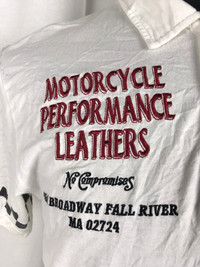 MOTORCYCLE
PERFORMANCE
LEATHERS
No Compromises
BROADWAY FALL RIVER
MA 02724